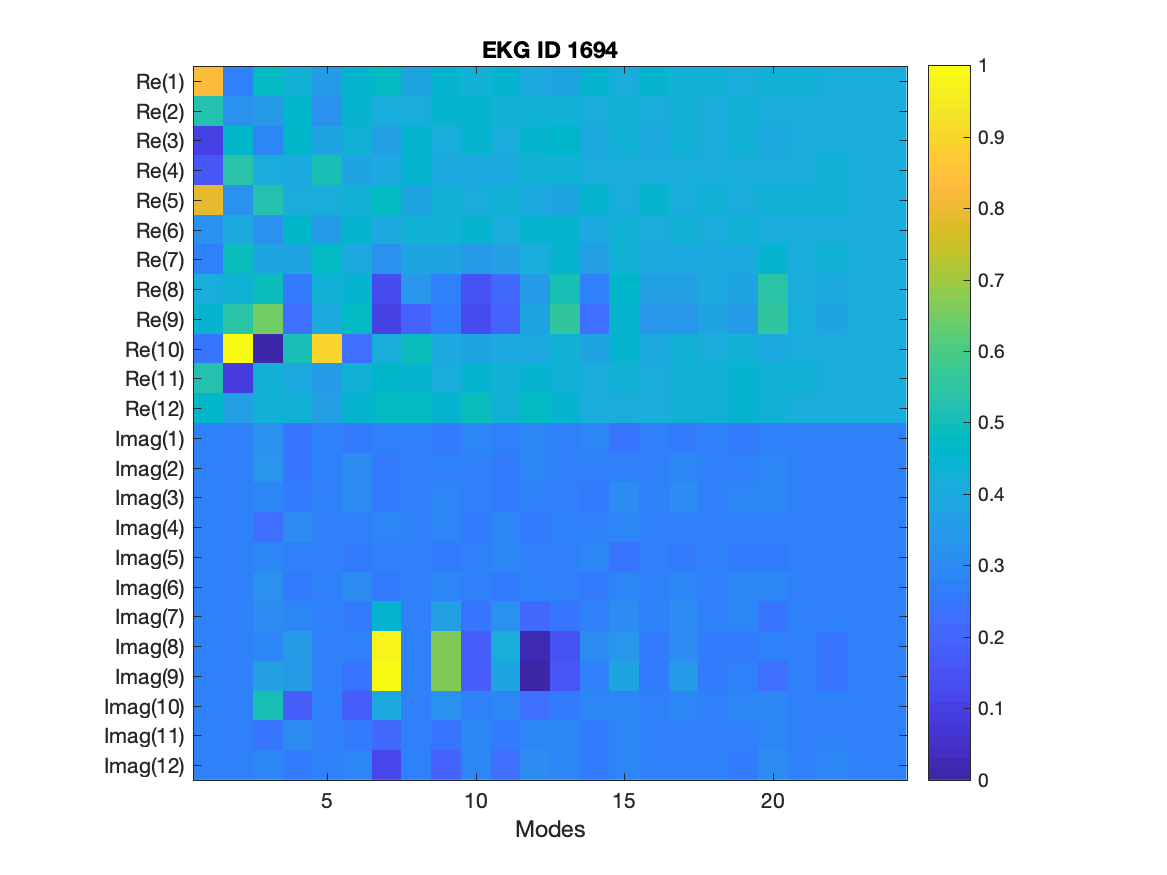 EKG ID 1694
Re(1)
Re(2)
Re(3)
Re(4)
Re(5)
Re(6)
Re(7)
Re(8)
Re(9)
Re(10)
Re(11)
Re(12)
Imag(1)
Imag(2)
Imag(3)
Imag(4)
Imag(5)
Imag(6)
Imag(7)
Imag(8)
Imag(9)
Imag(10)
Imag(11)
Imag(12)
5 10 15 20
Modes
1
0.9
0.8
0.7
0.6
0.5
0.4
0.3
0.2
0.1
0